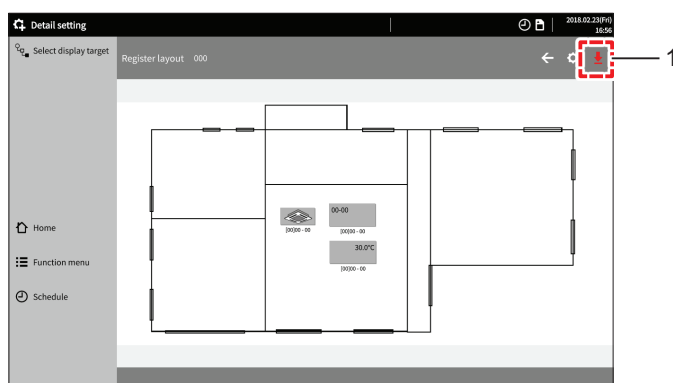 Detail setting
2018.02.23(Fri)
16:56
Select display target
Register layout 000
1
00-00
[00]00 - 00
[00]00 - 00
30.0°C
[00]00 - 00
Home
Function menu
Schedule